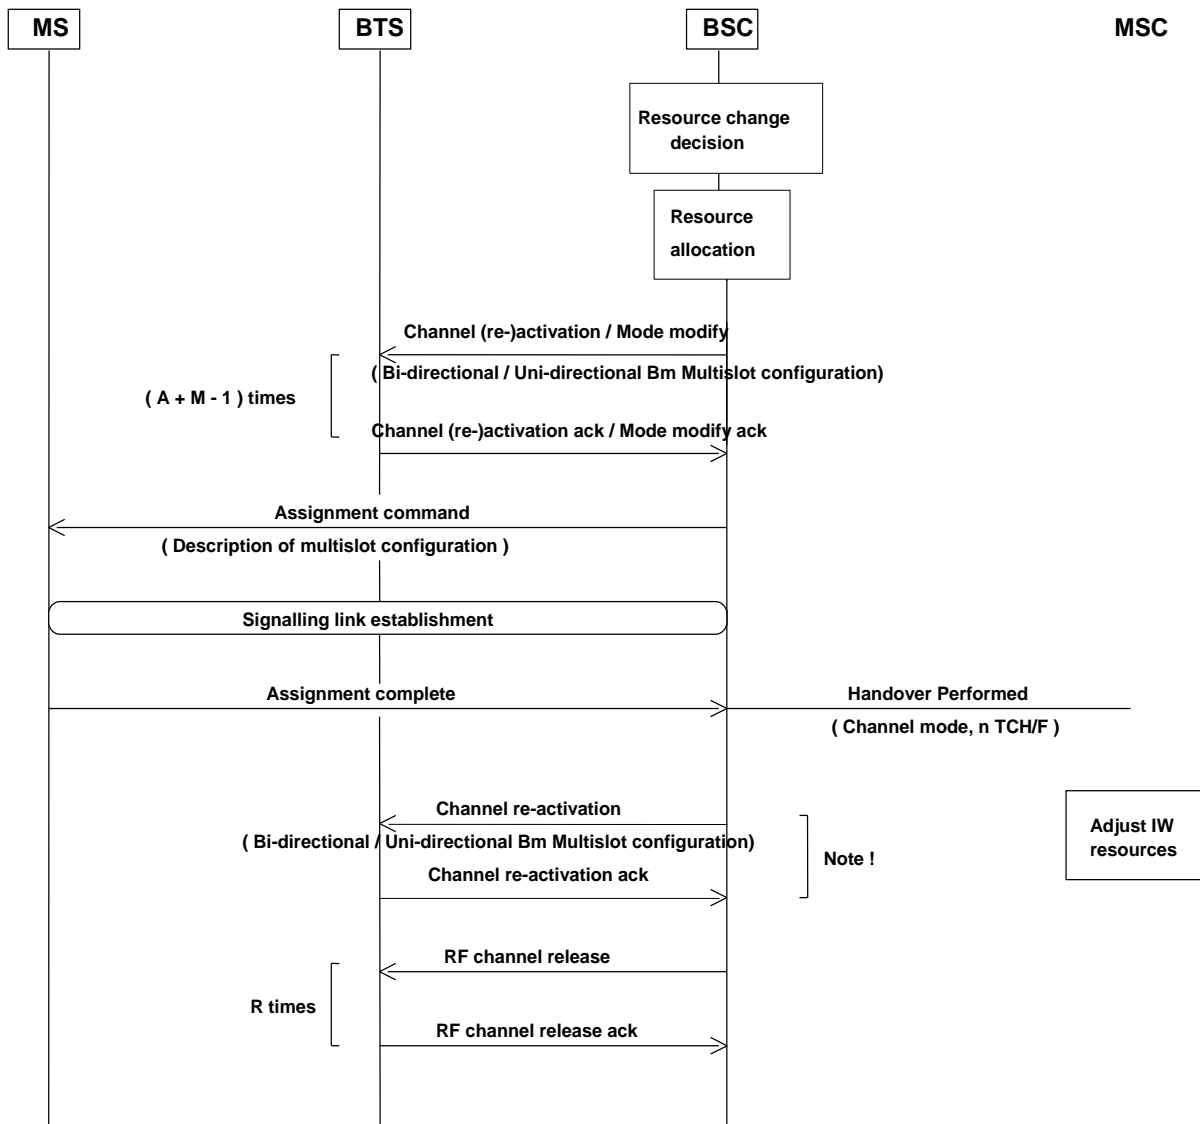 MS
BTS
BSC
MSC
Resource change
decision
Resource
allocation
Channel (re-)activation / Mode modify
( Bi-directional / Uni-directional Bm Multislot configuration)
( A + M - 1 ) times
Channel (re-)activation ack / Mode modify ack
Assignment command
( Description of multislot configuration )
Signalling link establishment
Assignment complete
Handover Performed
( Channel mode, n TCH/F )
Channel re-activation
( Bi-directional / Uni-directional Bm Multislot configuration)
Channel re-activation ack
Note !
Adjust IW
resources
RF channel release
R times
RF channel release ack